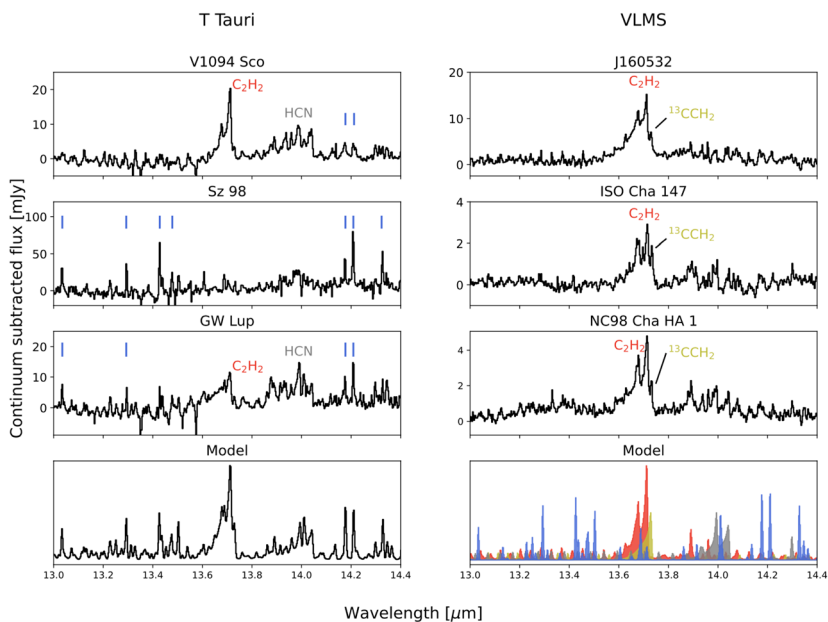 T Tauri
VLMS
V1094 Sco
J160532
C₂H₂
HCN
C₂H₂
¹³CCH₂
20
10
0
20
10
0
Sz 98
ISO Cha 147
C₂H₂
¹³CCH₂
100
50
0
4
2
0
GW Lup
NC98 Cha HA 1
C₂H₂
HCN
C₂H₂
¹³CCH₂
20
10
0
4
2
0
Continuum subtracted flux [mJy]
Model
Model
13.0 13.2 13.4 13.6 13.8 14.0 14.2 14.4
13.0 13.2 13.4 13.6 13.8 14.0 14.2 14.4
Wavelength [μm]